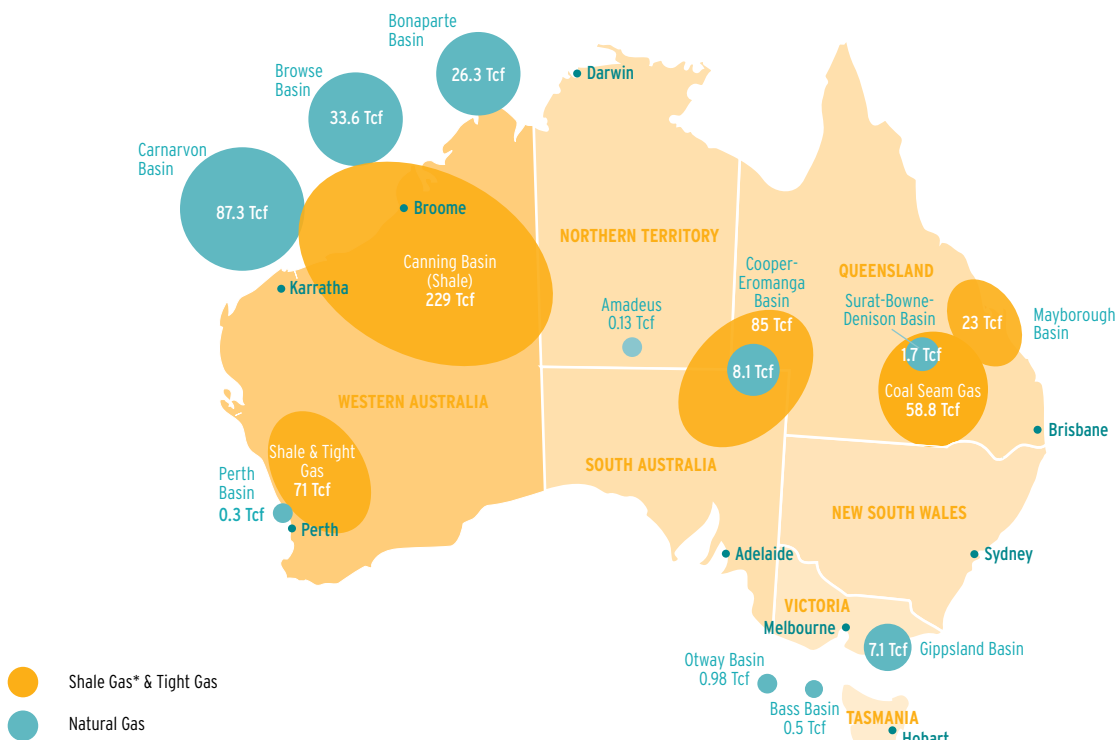 Bonaparte
Basin
26.3 Tcf
Darwin
Browse
Basin
33.6 Tcf
Carnarvon
Basin
87.3 Tcf
Broome
NORTHERN TERRITORY
Canning Basin
(Shale)
229 Tcf
Karratha
Cooper-
Eromanga
Basin
85 Tcf
8.1 Tcf
QUEENSLAND
Surat-Bowne-
Denison Basin
1.7 Tcf
23 Tcf
Mayborough
Basin
Amadeus
0.13 Tcf
Coal Seam Gas
58.8 Tcf
WESTERN AUSTRALIA
Brisbane
Shale & Tight
Gas
71 Tcf
SOUTH AUSTRALIA
Perth
Basin
0.3 Tcf
Perth
NEW SOUTH WALES
Adelaide
Sydney
VICTORIA
Melbourne
7.1 Tcf
Gippsland Basin
Otway Basin
0.98 Tcf
Bass Basin
0.5 Tcf
TASMANIA
Hobart
Shale Gas* & Tight Gas
Natural Gas